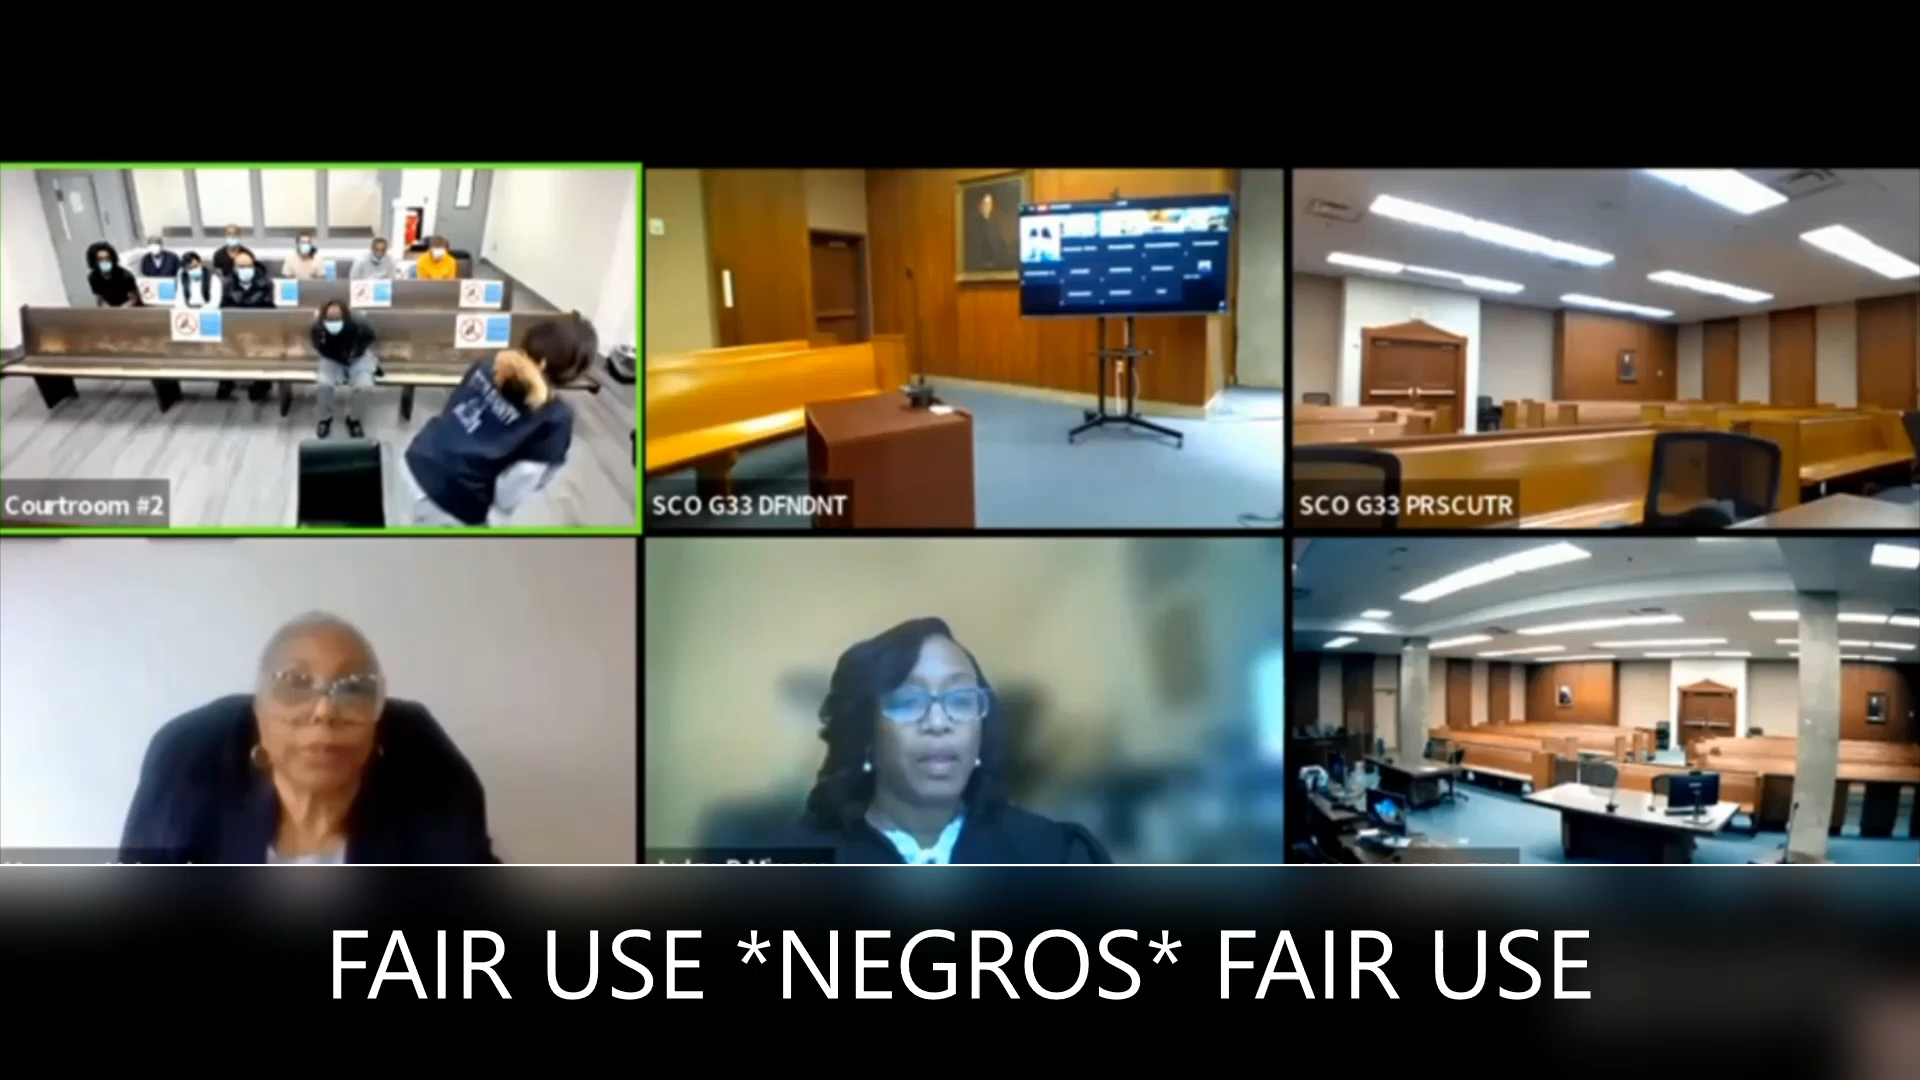 Courtroom #2
SCO G33 DFNDNT
SCO G33 PRSCUTR
FAIR USE *NEGROS* FAIR USE